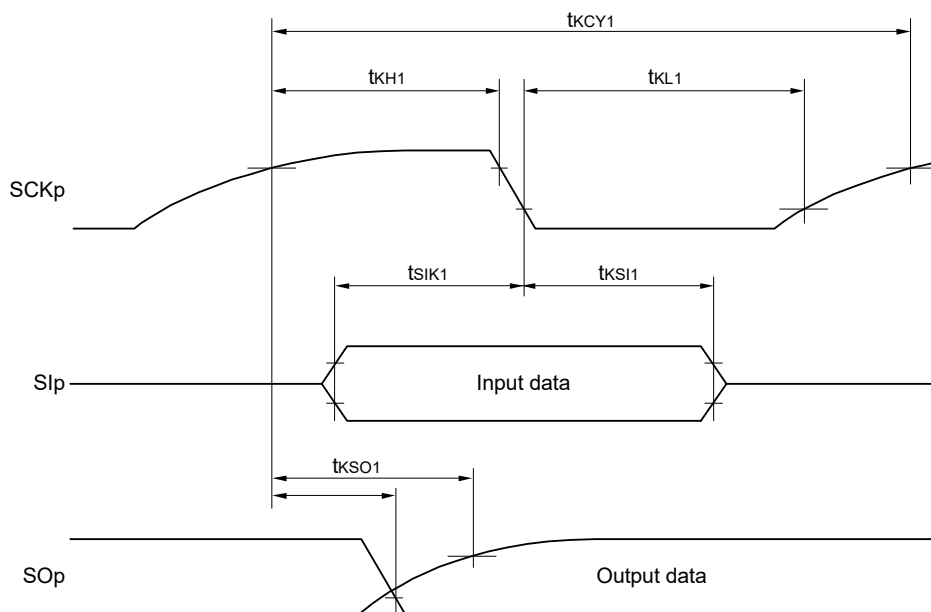 tKCY1
tKH1
tKL1
SCKp
tSIK1
tKSI1
SIp
Input data
tKSO1
SOp
Output data